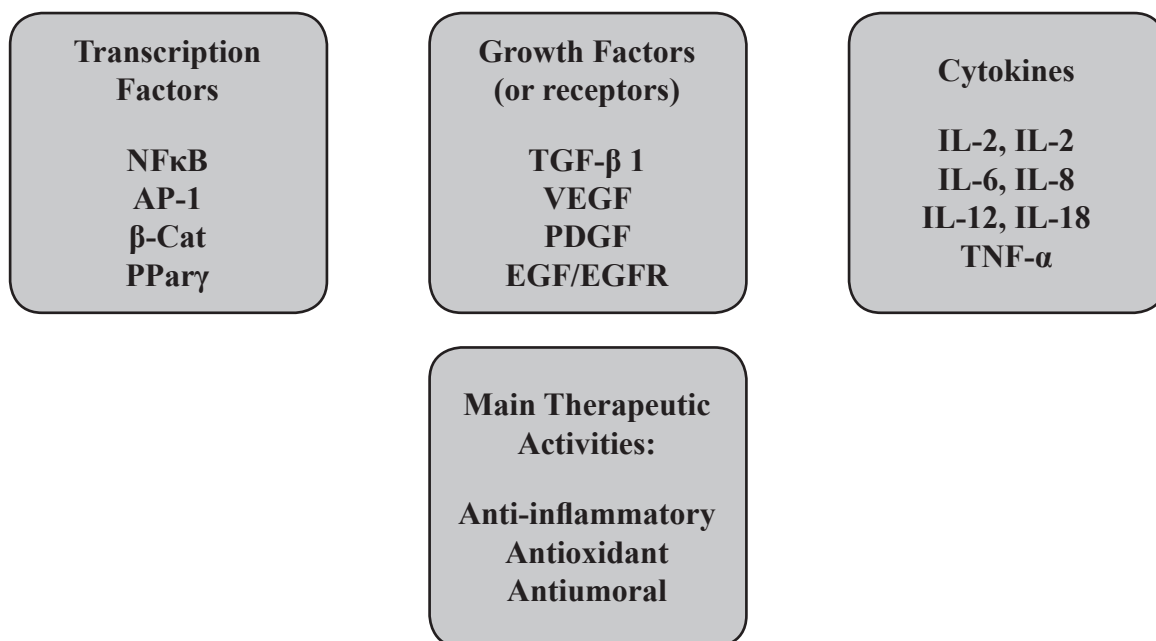 Transcription
Factors
NFκB
AP-1
β-Cat
PParγ
Growth Factors
(or receptors)
TGF-β 1
VEGF
PDGF
EGF/EGFR
Cytokines
IL-2, IL-2
IL-6, IL-8
IL-12, IL-18
TNF-α
Main Therapeutic
Activities:
Anti-inflammatory
Antioxidant
Antiumoral